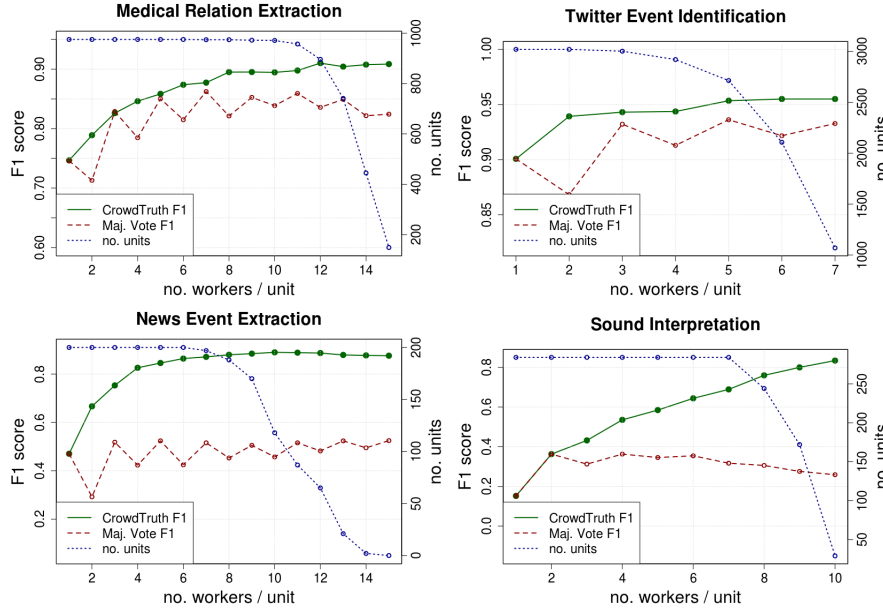 Medical Relation Extraction
F1 score
0.60 0.70 0.80 0.90
no. units
200 400 600 800 1000
CrowdTruth F1
Maj. Vote F1
no. units
2 4 6 8 10 12 14
no. workers / unit
Twitter Event Identification
F1 score
0.85 0.90 0.95 1.00
no. units
1000 1500 2000 2500 3000
CrowdTruth F1
Maj. Vote F1
no. units
1 2 3 4 5 6 7
no. workers / unit
News Event Extraction
F1 score
0.2 0.4 0.6 0.8
no. units
0 50 100 150 200
CrowdTruth F1
Maj. Vote F1
no. units
2 4 6 8 10 12 14
no. workers / unit
Sound Interpretation
F1 score
0.0 0.2 0.4 0.6 0.8
no. units
50 100 150 200 250
CrowdTruth F1
Maj. Vote F1
no. units
2 4 6 8 10
no. workers / unit